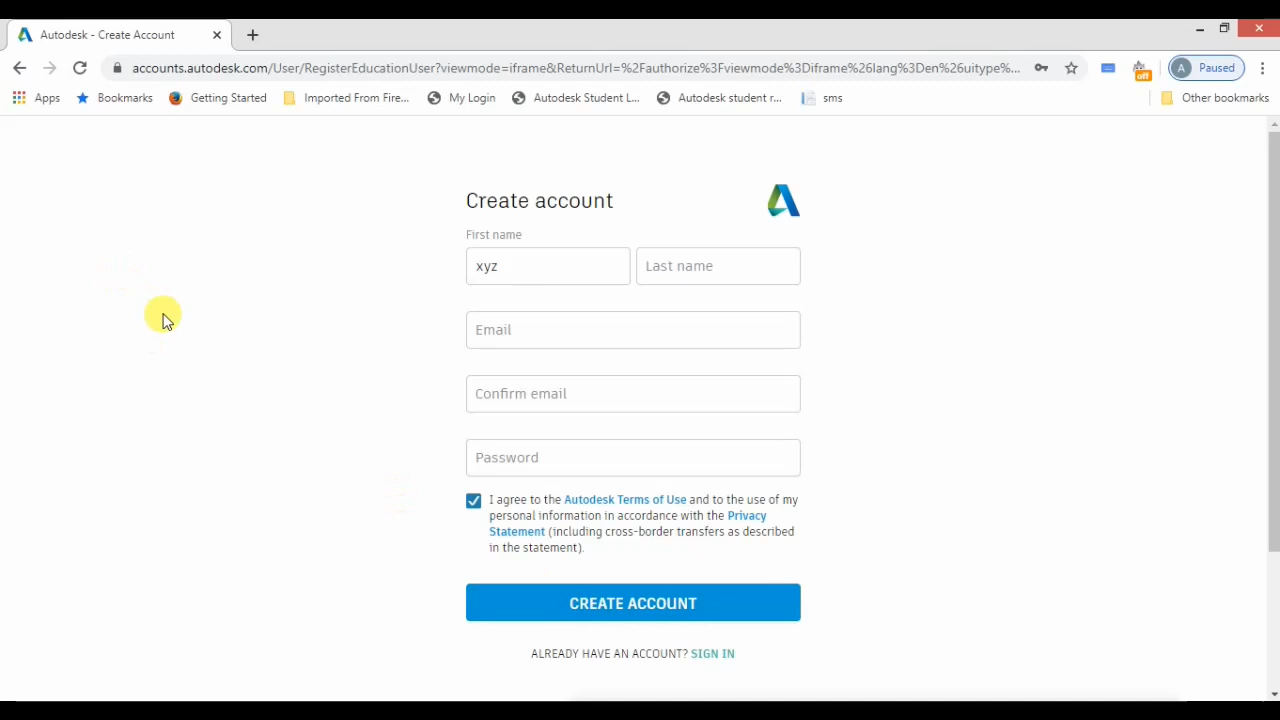 Autodesk - Create Account
accounts.autodesk.com/User/RegisterEducationUser?viewmode=iframe&ReturnUrl=%2Fauthorize%3Fviewmode%3Diframe%26lang%3Den%26uitype%...
A Paused
off
Apps Bookmarks Getting Started Imported From Fire... My Login Autodesk Student L... Autodesk student r... sms Other bookmarks
Create account
First name
xyz Last name
Email
Confirm email
Password
I agree to the Autodesk Terms of Use and to the use of my
personal information in accordance with the Privacy
Statement (including cross-border transfers as described
in the statement).
CREATE ACCOUNT
ALREADY HAVE AN ACCOUNT? SIGN IN